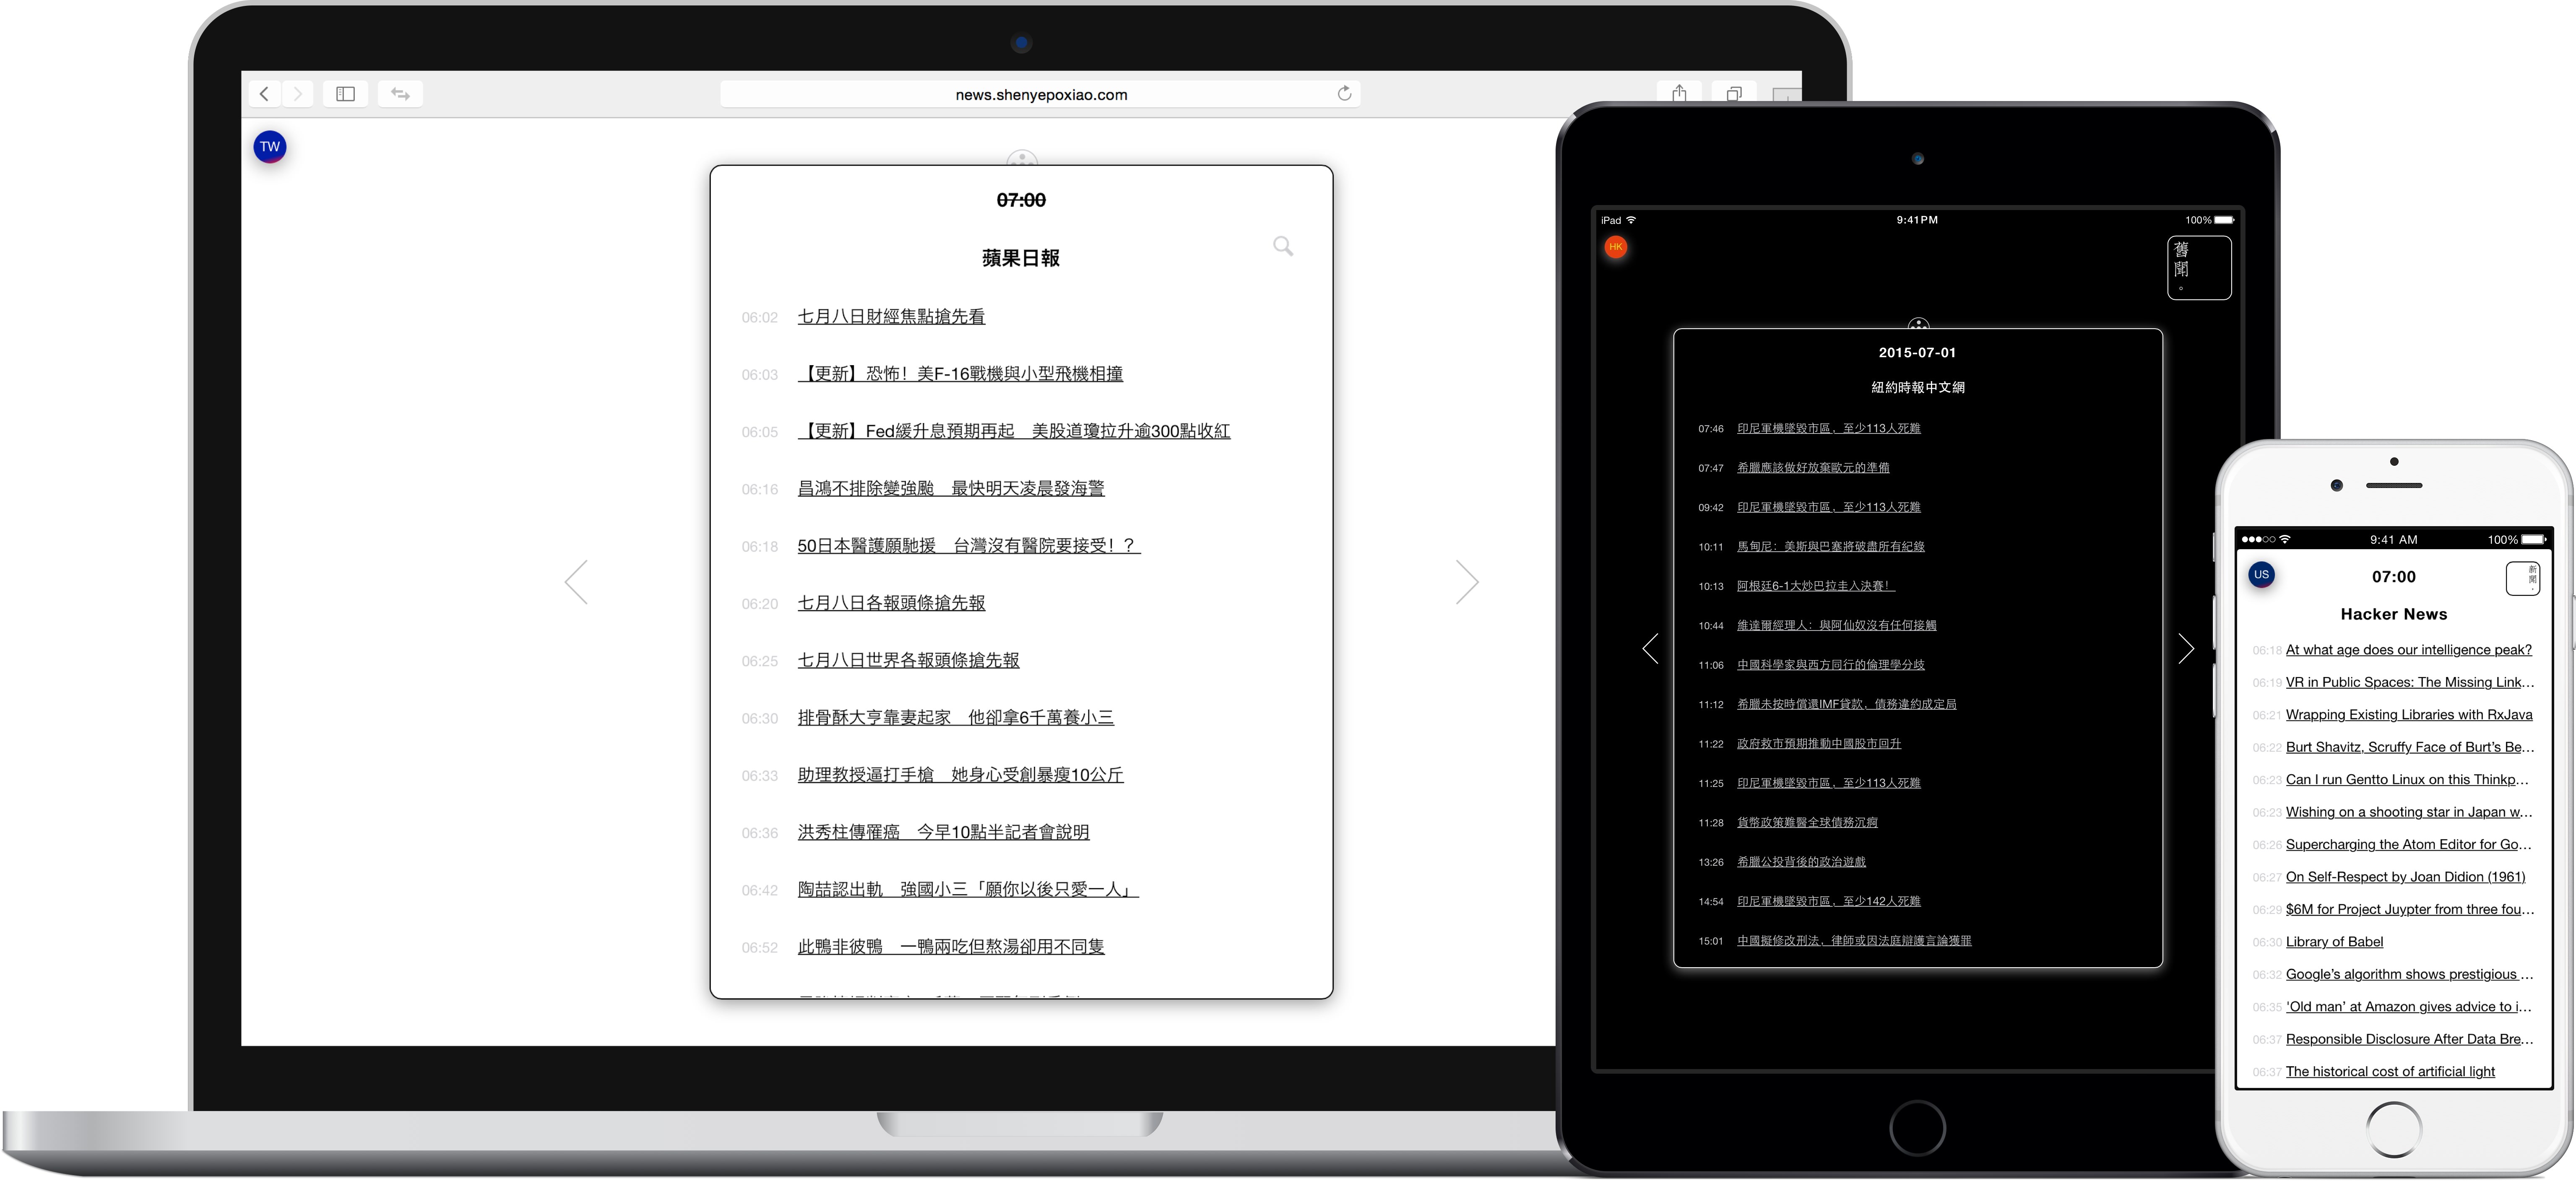 news.shenyepoxiao.com
TW
07:00
蘋果日報
06:02 七月八日財經焦點搶先看
06:03 【更新】恐怖！美F-16戰機與小型飛機相撞
06:05 【更新】Fed緩升息預期再起　美股道瓊拉升逾300點收紅
06:16 昌鴻不排除變強颱　最快明天凌晨發海警
06:18 50日本醫護願馳援　台灣沒有醫院要接受！？
06:20 七月八日各報頭條搶先報
06:25 七月八日世界各報頭條搶先報
06:30 排骨酥大亨靠妻起家　他卻拿6千萬養小三
06:33 助理教授逼打手槍　她身心受創暴瘦10公斤
06:36 洪秀柱傳罹癌　今早10點半記者會說明
06:42 陶喆認出軌　強國小三「願你以後只愛一人」
06:52 此鴨非彼鴨　一鴨兩吃但熬湯卻用不同隻
iPad 9:41PM 100%
HK
舊聞。
2015-07-01
紐約時報中文網
07:46 印尼軍機墜毀市區，至少113人死難
07:47 希臘應該做好放棄歐元的準備
09:42 印尼軍機墜毀市區，至少113人死難
10:11 馬甸尼：美斯與巴塞將破盡所有紀錄
10:13 阿根廷6-1大炒巴拉圭人決賽！
10:44 維達爾經理人：與阿仙奴沒有任何接觸
11:06 中國科學家與西方同行的倫理學分歧
11:12 希臘未按時償還IMF貸款，債務違約成定局
11:22 政府救市預期推動中國股市回升
11:25 印尼軍機墜毀市區，至少113人死難
11:28 貨幣政策難醫全球債務沉痾
13:26 希臘公投背後的政治遊戲
14:54 印尼軍機墜毀市區，至少142人死難
15:01 中國擬修改刑法，律師或因法庭辯護言論獲罪
9:41 AM 100%
US
07:00
新聞。
Hacker News
06:18 At what age does our intelligence peak?
06:19 VR in Public Spaces: The Missing Link...
06:21 Wrapping Existing Libraries with RxJava
06:22 Burt Shavitz, Scruffy Face of Burt’s Be...
06:23 Can I run Gentto Linux on this Thinkp...
06:23 Wishing on a shooting star in Japan w...
06:26 Supercharging the Atom Editor for Go...
06:27 On Self-Respect by Joan Didion (1961)
06:29 $6M for Project Juypter from three fou...
06:30 Library of Babel
06:32 Google’s algorithm shows prestigious ...
06:35 'Old man’ at Amazon gives advice to i...
06:37 Responsible Disclosure After Data Bre...
06:37 The historical cost of artificial light